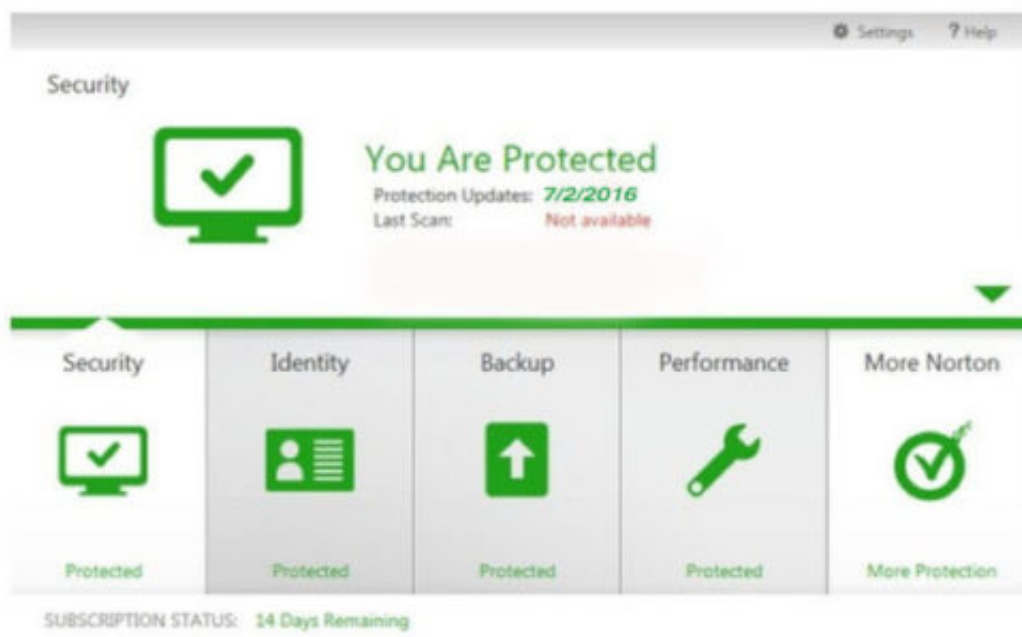 Settings ? Help
Security
You Are Protected
Protection Updates: 7/2/2016
Last Scan: Not available
Security Identity Backup Performance More Norton
Protected Protected Protected Protected More Protection
SUBSCRIPTION STATUS: 14 Days Remaining